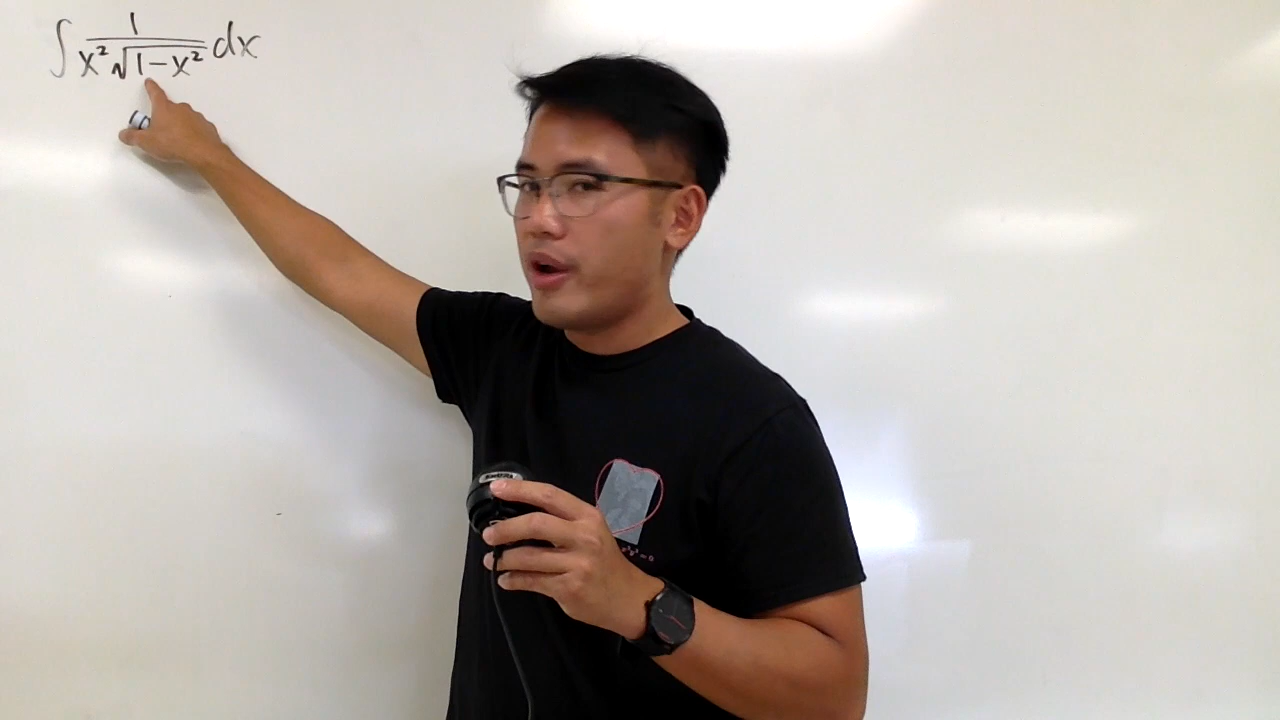 ∫ 1/(x²√(1-x²)) dx